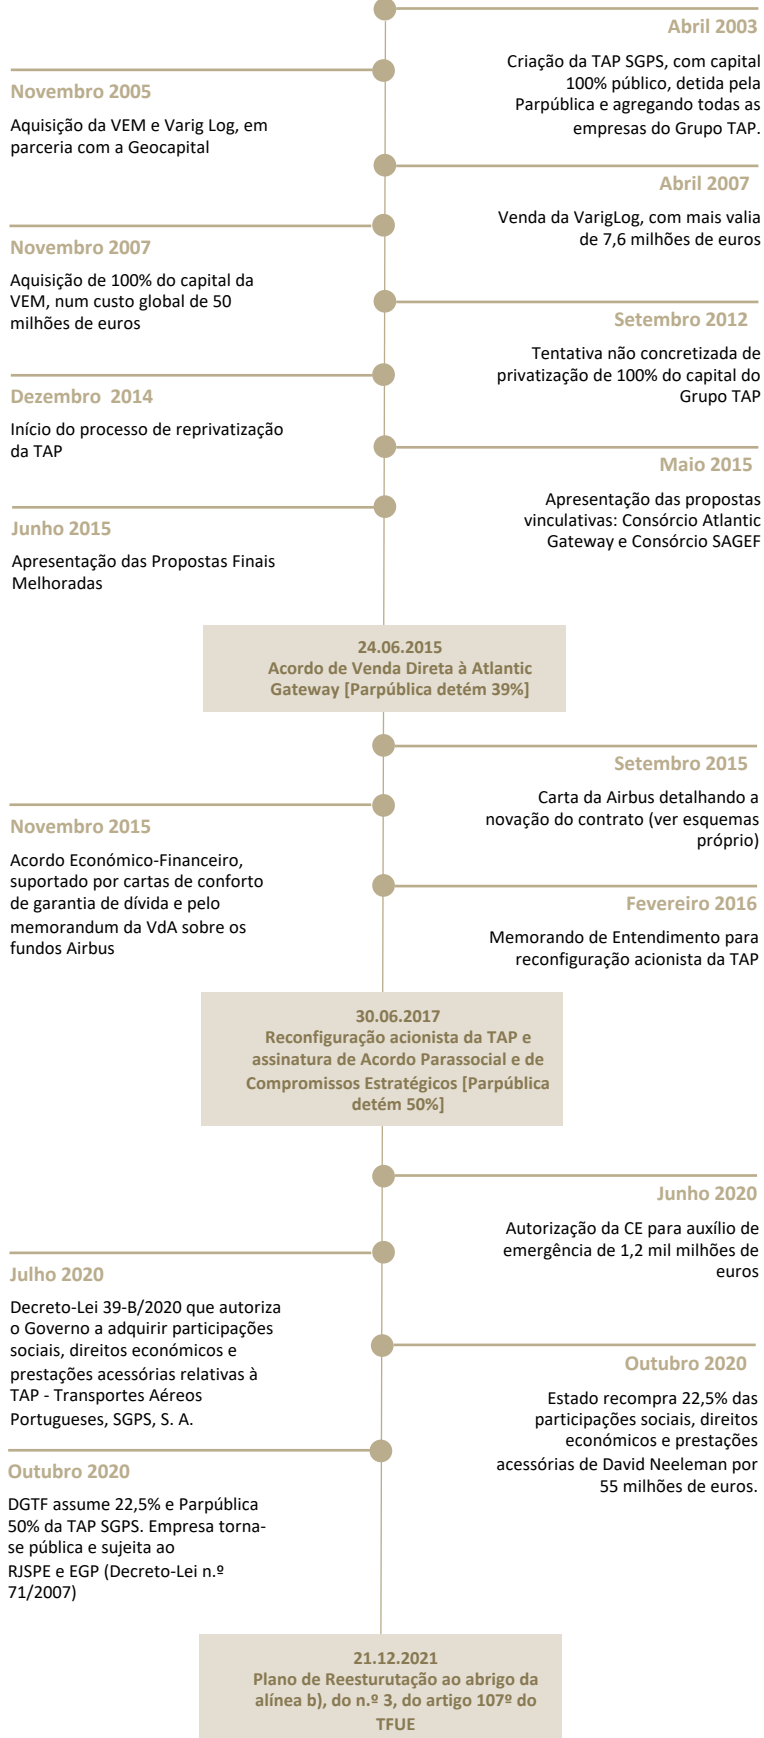 Abril 2003
Criação da TAP SGPS, com capital
100% público, detida pela
Parpública e agregando todas as
empresas do Grupo TAP.
Novembro 2005
Aquisição da VEM e Varig Log, em
parceria com a Geocapital
Abril 2007
Venda da VarigLog, com mais valia
de 7,6 milhões de euros
Novembro 2007
Aquisição de 100% do capital da
VEM, num custo global de 50
milhões de euros
Setembro 2012
Tentativa não concretizada de
privatização de 100% do capital do
Grupo TAP
Dezembro 2014
Início do processo de reprivatização
da TAP
Maio 2015
Apresentação das propostas
vinculativas: Consórcio Atlantic
Gateway e Consórcio SAGEF
Junho 2015
Apresentação das Propostas Finais
Melhoradas
24.06.2015
Acordo de Venda Direta à Atlantic
Gateway [Parpública detém 39%]
Setembro 2015
Carta da Airbus detalhando a
novação do contrato (ver esquemas
próprio)
Novembro 2015
Acordo Económico-Financeiro,
suportado por cartas de conforto
de garantia de dívida e pelo
memorandum da VdA sobre os
fundos Airbus
Fevereiro 2016
Memorando de Entendimento para
reconfiguração acionista da TAP
30.06.2017
Reconfiguração acionista da TAP e
assinatura de Acordo Parassocial e de
Compromissos Estratégicos [Parpública
detém 50%]
Junho 2020
Autorização da CE para auxílio de
emergência de 1,2 mil milhões de
euros
Julho 2020
Decreto-Lei 39-B/2020 que autoriza
o Governo a adquirir participações
sociais, direitos económicos e
prestações acessórias relativas à
TAP - Transportes Aéreos
Portugueses, SGPS, S. A.
Outubro 2020
Estado recompra 22,5% das
participações sociais, direitos
económicos e prestações
acessórias de David Neeleman por
55 milhões de euros.
Outubro 2020
DGTF assume 22,5% e Parpública
50% da TAP SGPS. Empresa torna-
se pública e sujeita ao
RJSPE e EGP (Decreto-Lei n.º
71/2007)
21.12.2021
Plano de Reesturutação ao abrigo da
alínea b), do n.º 3, do artigo 107º do
TFUE